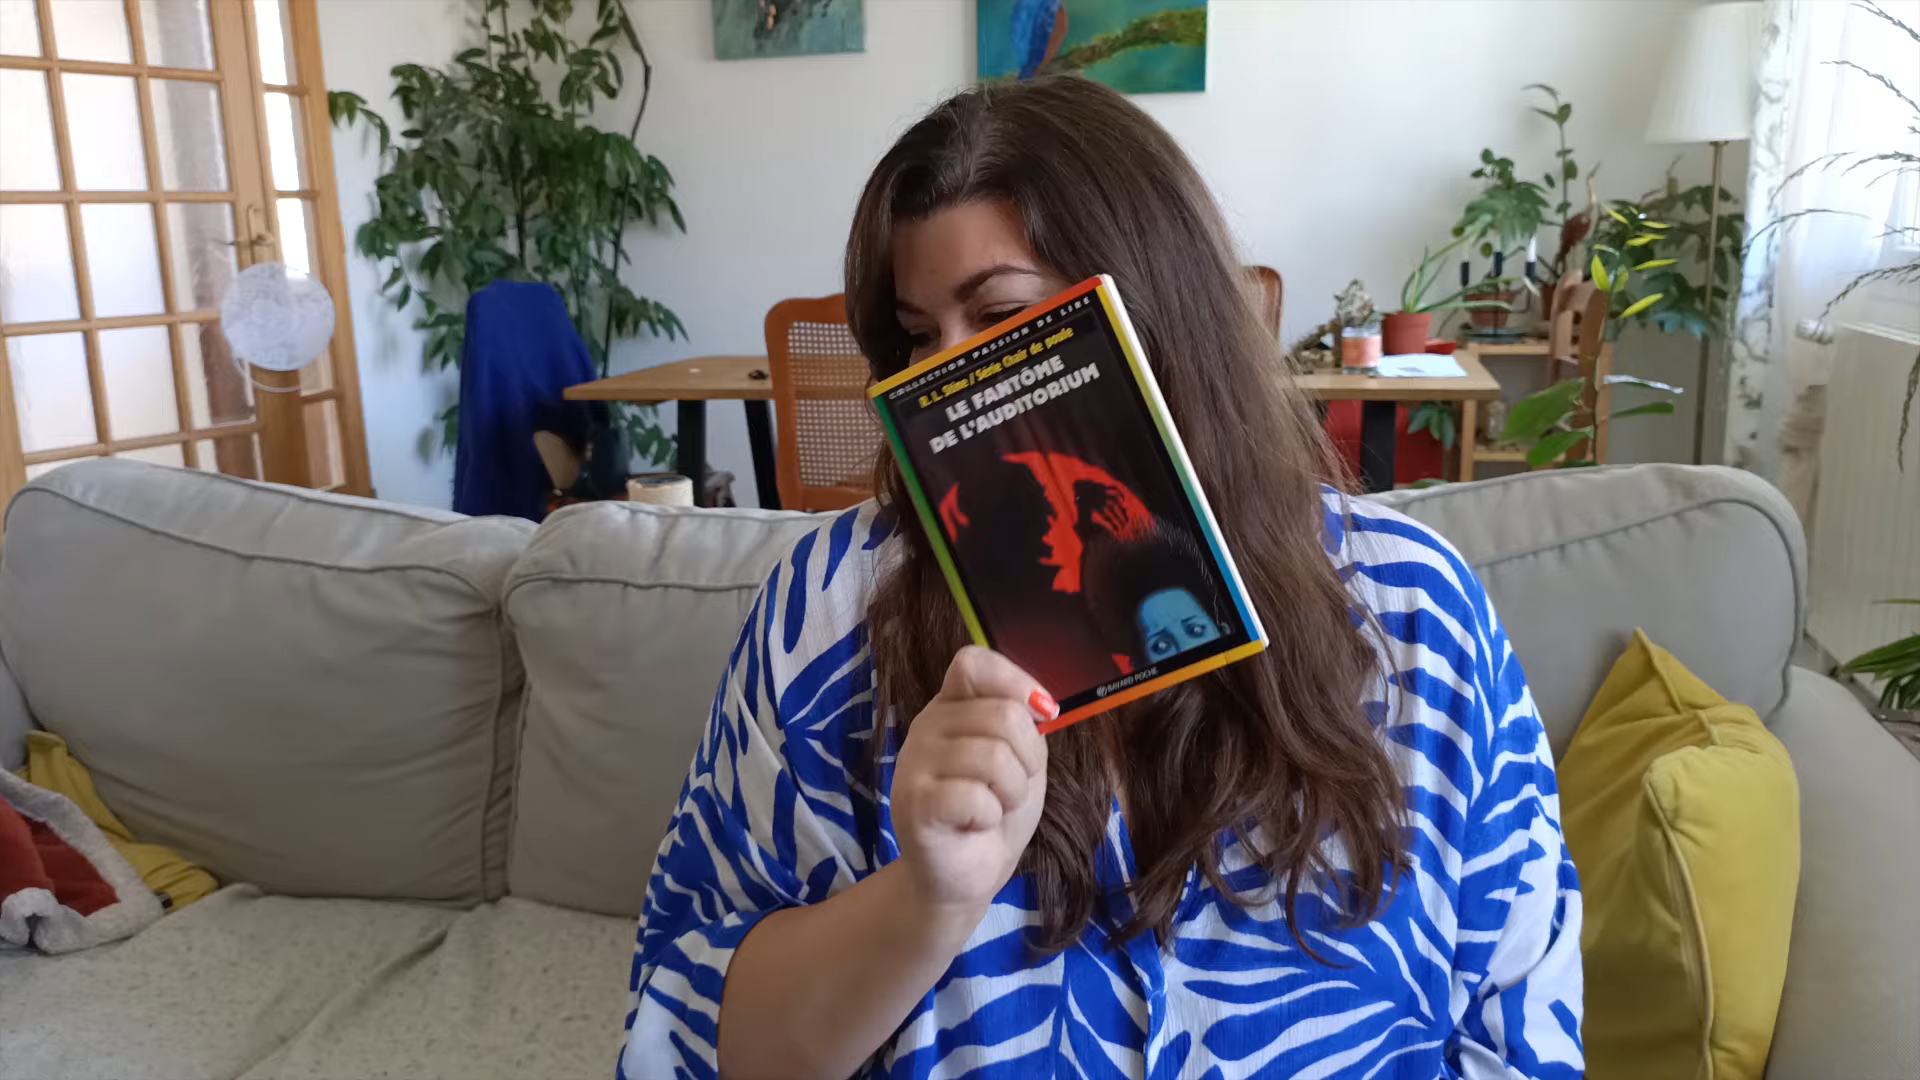 COLLECTION PASSION DE LIRE
R.L. Stine / Série Chair de poule
LE FANTÔME
DE L'AUDITORIUM
BAYARD POCHE